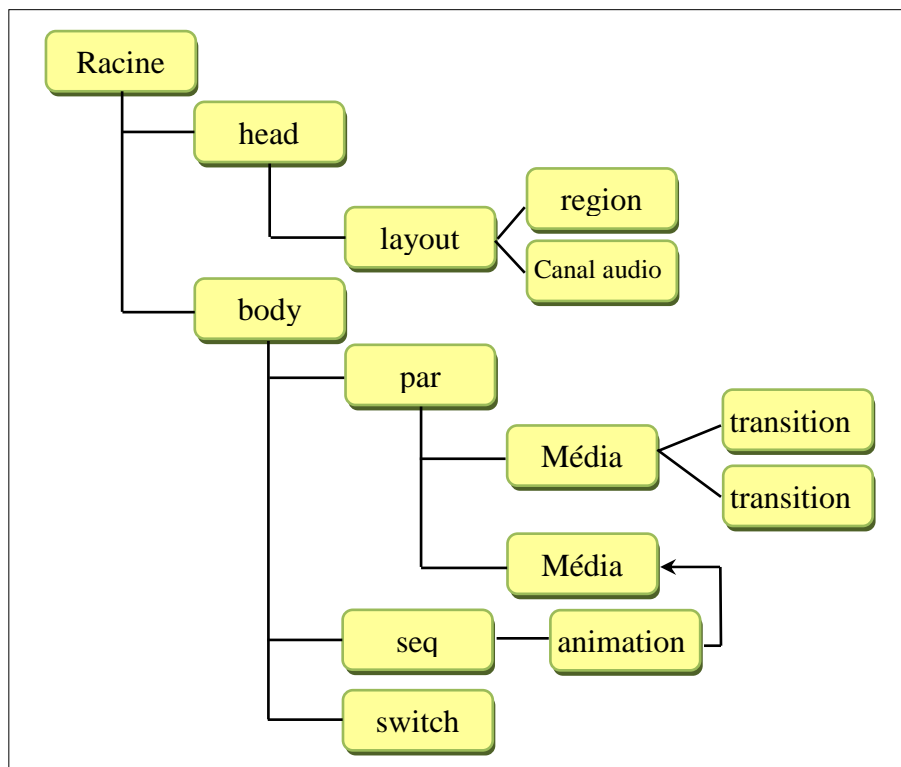 Racine
head
region
layout
Canal audio
body
par
transition
Média
transition
Média
seq
animation
switch